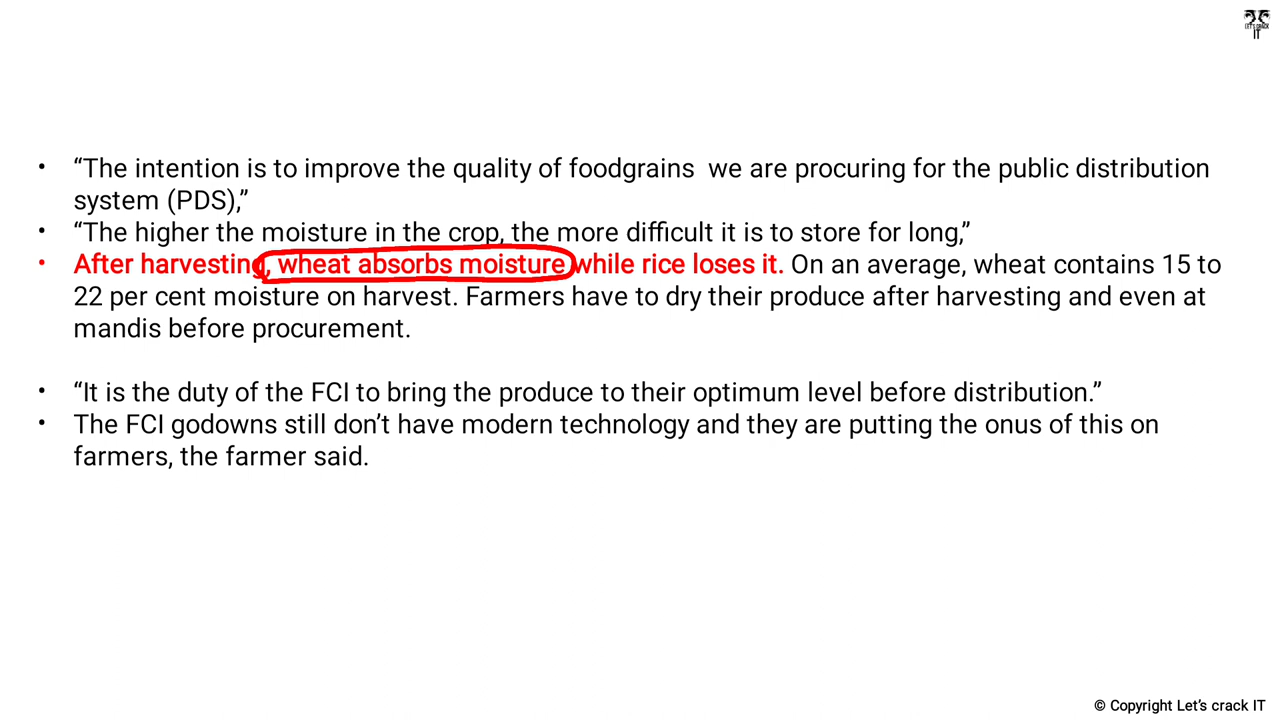 LET'S CRACK
IT
• “The intention is to improve the quality of foodgrains  we are procuring for the public distribution
system (PDS),”
• “The higher the moisture in the crop, the more difficult it is to store for long,”
• After harvesting, wheat absorbs moisture while rice loses it. On an average, wheat contains 15 to
22 per cent moisture on harvest. Farmers have to dry their produce after harvesting and even at
mandis before procurement.
• “It is the duty of the FCI to bring the produce to their optimum level before distribution.”
• The FCI godowns still don’t have modern technology and they are putting the onus of this on
farmers, the farmer said.
© Copyright Let’s crack IT